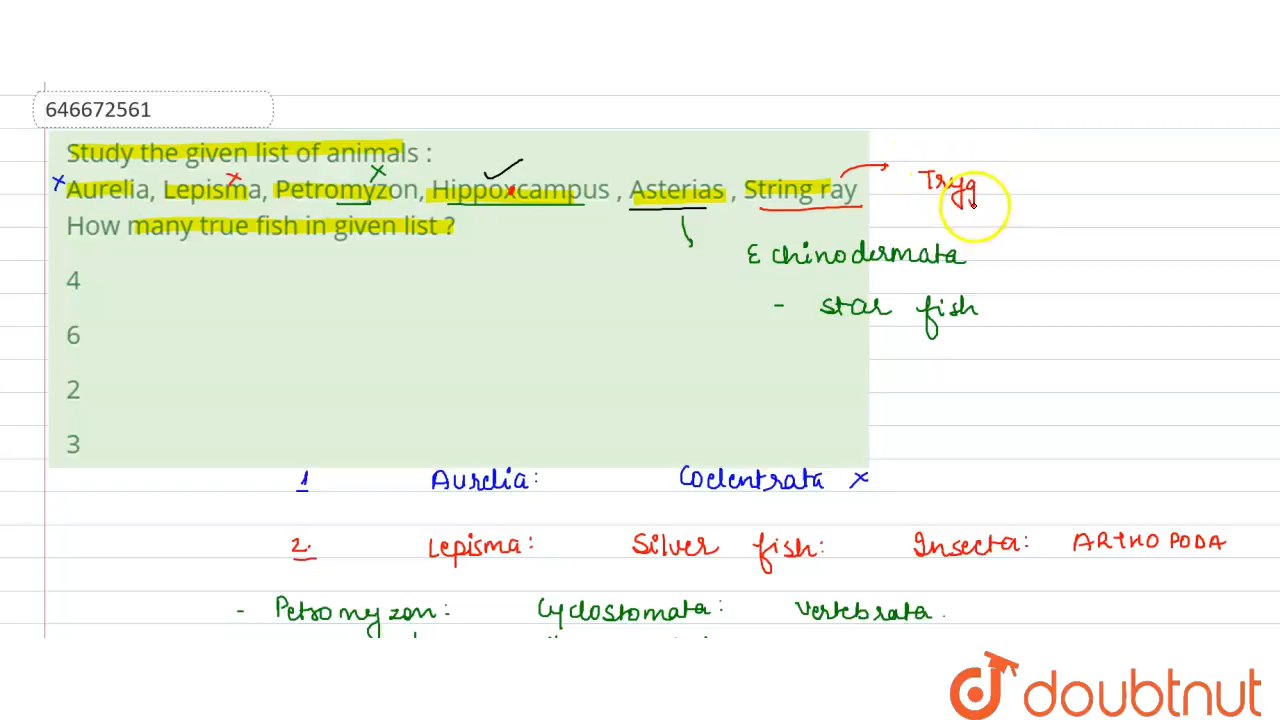 646672561
Study the given list of animals :
x x x ✓
Aurelia, Lepisma, Petromyzon, Hippoxcampus , Asterias , String ray → Tryg
How many true fish in given list ?
Echinodermata
4
- star fish
6
2
3
1 Aurelia: Coelentrata x
2. Lepisma: Silver fish: Insecta: ARTHOPODA
- Petromyzon: Cyclostomata: vertebrata.
doubtnut